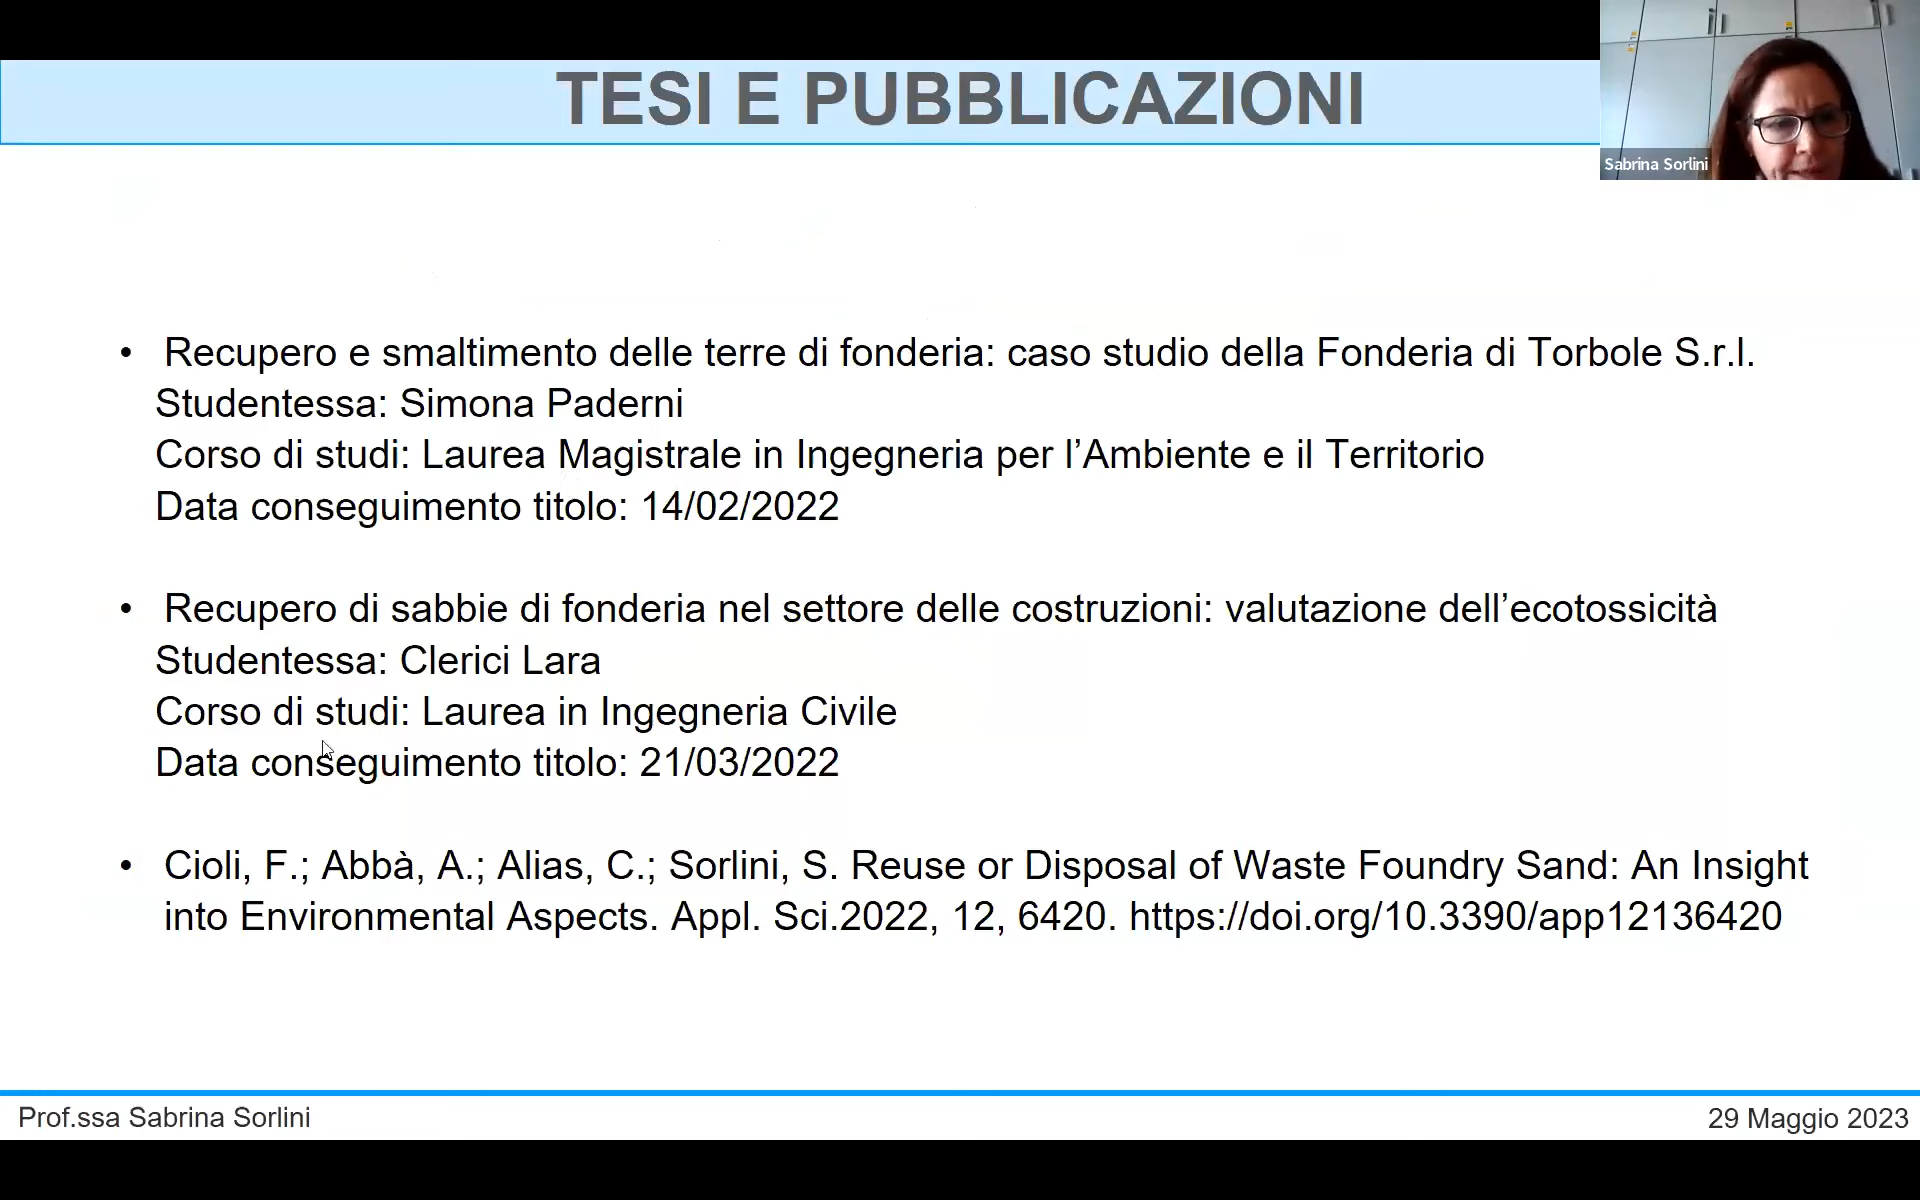 TESI E PUBBLICAZIONI
Sabrina Sorlini
• Recupero e smaltimento delle terre di fonderia: caso studio della Fonderia di Torbole S.r.l.
Studentessa: Simona Paderni
Corso di studi: Laurea Magistrale in Ingegneria per l’Ambiente e il Territorio
Data conseguimento titolo: 14/02/2022
• Recupero di sabbie di fonderia nel settore delle costruzioni: valutazione dell’ecotossicità
Studentessa: Clerici Lara
Corso di studi: Laurea in Ingegneria Civile
Data conseguimento titolo: 21/03/2022
• Cioli, F.; Abbà, A.; Alias, C.; Sorlini, S. Reuse or Disposal of Waste Foundry Sand: An Insight
into Environmental Aspects. Appl. Sci.2022, 12, 6420. https://doi.org/10.3390/app12136420
Prof.ssa Sabrina Sorlini
29 Maggio 2023